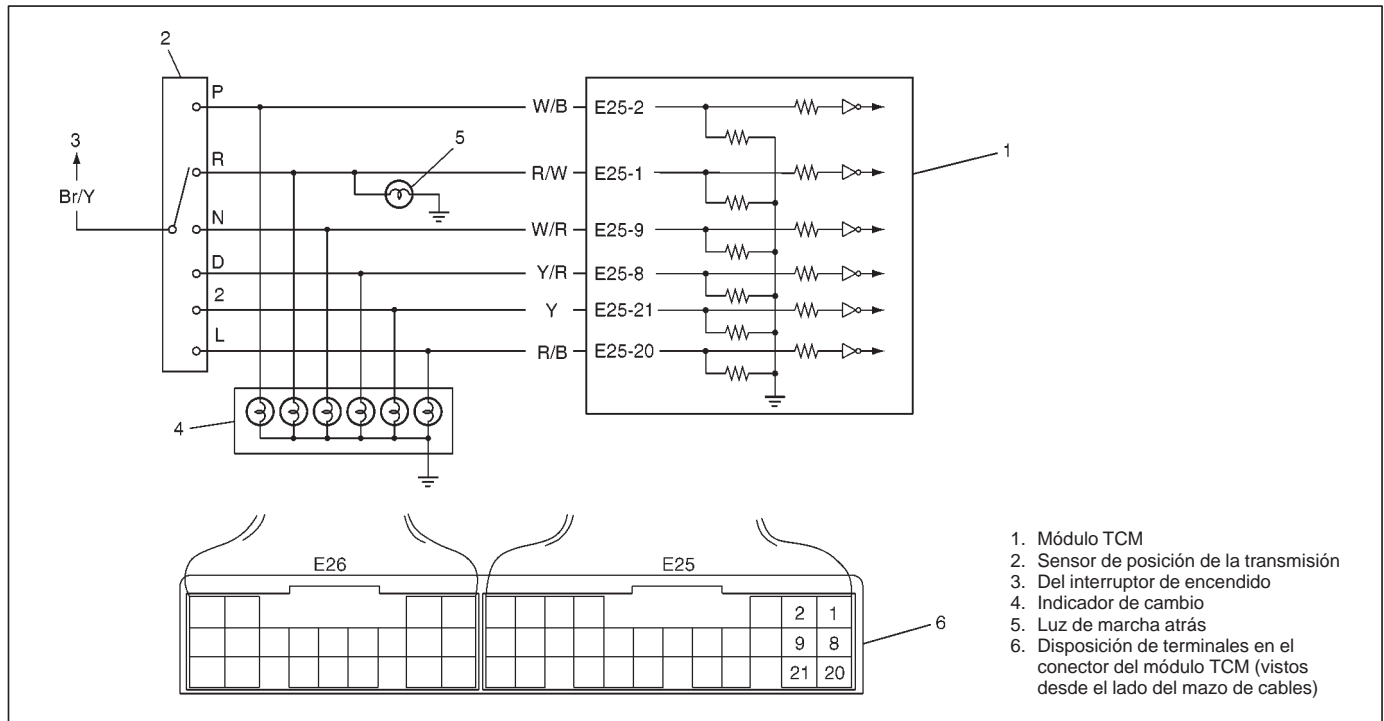 2
P
W/B
E25-2
3
R
5
R/W
E25-1
1
Br/Y
N
W/R
E25-9
D
Y/R
E25-8
2
Y
E25-21
L
R/B
E25-20
4
E26
E25
2 1
9 8
21 20
6
1. Módulo TCM
2. Sensor de posición de la transmisión
3. Del interruptor de encendido
4. Indicador de cambio
5. Luz de marcha atrás
6. Disposición de terminales en el
conector del módulo TCM (vistos
desde el lado del mazo de cables)